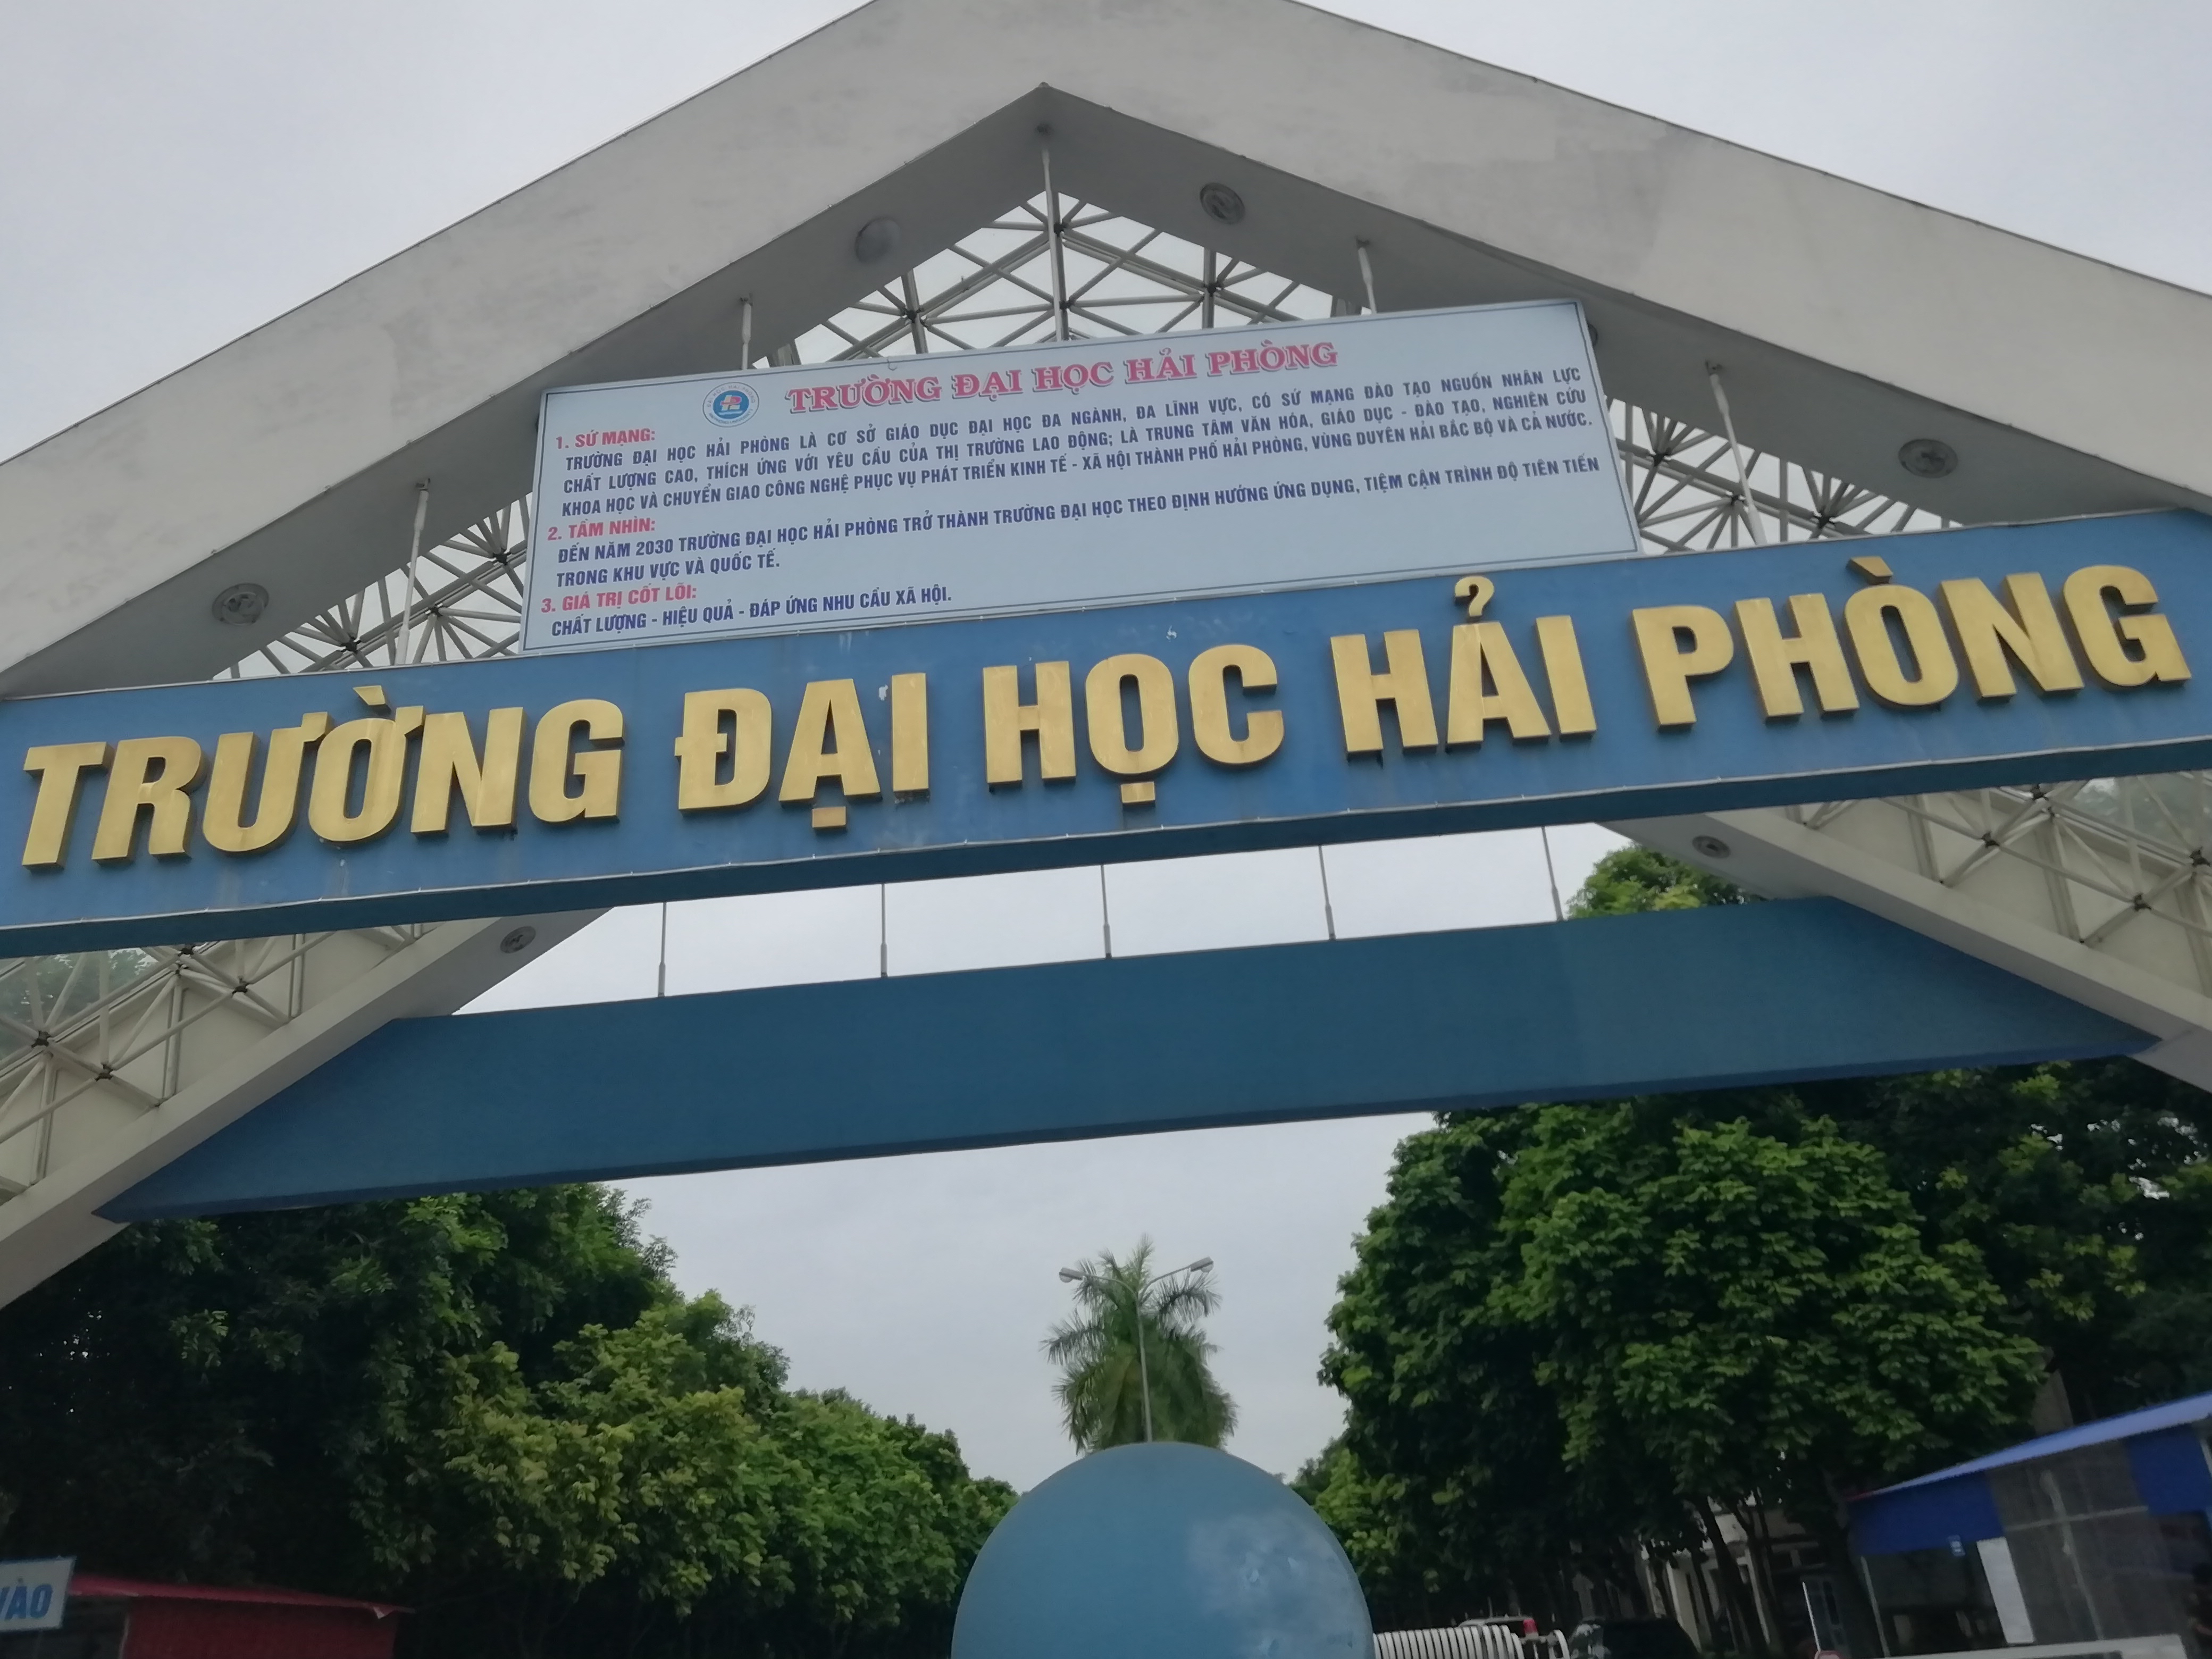 TRƯỜNG ĐẠI HỌC HẢI PHÒNG
1. SỨ MẠNG:
TRƯỜNG ĐẠI HỌC HẢI PHÒNG LÀ CƠ SỞ GIÁO DỤC ĐẠI HỌC ĐA NGÀNH, ĐA LĨNH VỰC, CÓ SỨ MẠNG ĐÀO TẠO NGUỒN NHÂN LỰC
CHẤT LƯỢNG CAO, THÍCH ỨNG VỚI YÊU CẦU CỦA THỊ TRƯỜNG LAO ĐỘNG; LÀ TRUNG TÂM VĂN HÓA, GIÁO DỤC - ĐÀO TẠO, NGHIÊN CỨU
KHOA HỌC VÀ CHUYỂN GIAO CÔNG NGHỆ PHỤC VỤ PHÁT TRIỂN KINH TẾ - XÃ HỘI THÀNH PHỐ HẢI PHÒNG, VÙNG DUYÊN HẢI BẮC BỘ VÀ CẢ NƯỚC.
2. TẦM NHÌN:
ĐẾN NĂM 2030 TRƯỜNG ĐẠI HỌC HẢI PHÒNG TRỞ THÀNH TRƯỜNG ĐẠI HỌC THEO ĐỊNH HƯỚNG ỨNG DỤNG, TIỆM CẬN TRÌNH ĐỘ TIÊN TIẾN
TRONG KHU VỰC VÀ QUỐC TẾ.
3. GIÁ TRỊ CỐT LÕI:
CHẤT LƯỢNG - HIỆU QUẢ - ĐÁP ỨNG NHU CẦU XÃ HỘI.
TRƯỜNG ĐẠI HỌC HẢI PHÒNG
VÀO